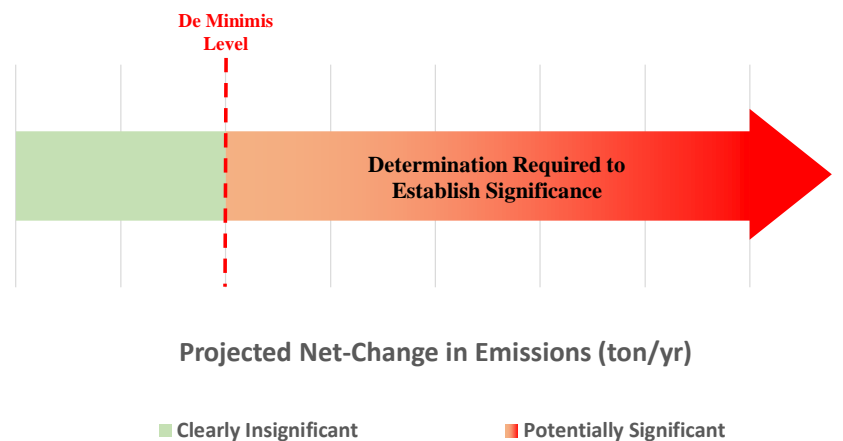 De Minimis
Level
Determination Required to
Establish Significance
Projected Net-Change in Emissions (ton/yr)
Clearly Insignificant
Potentially Significant